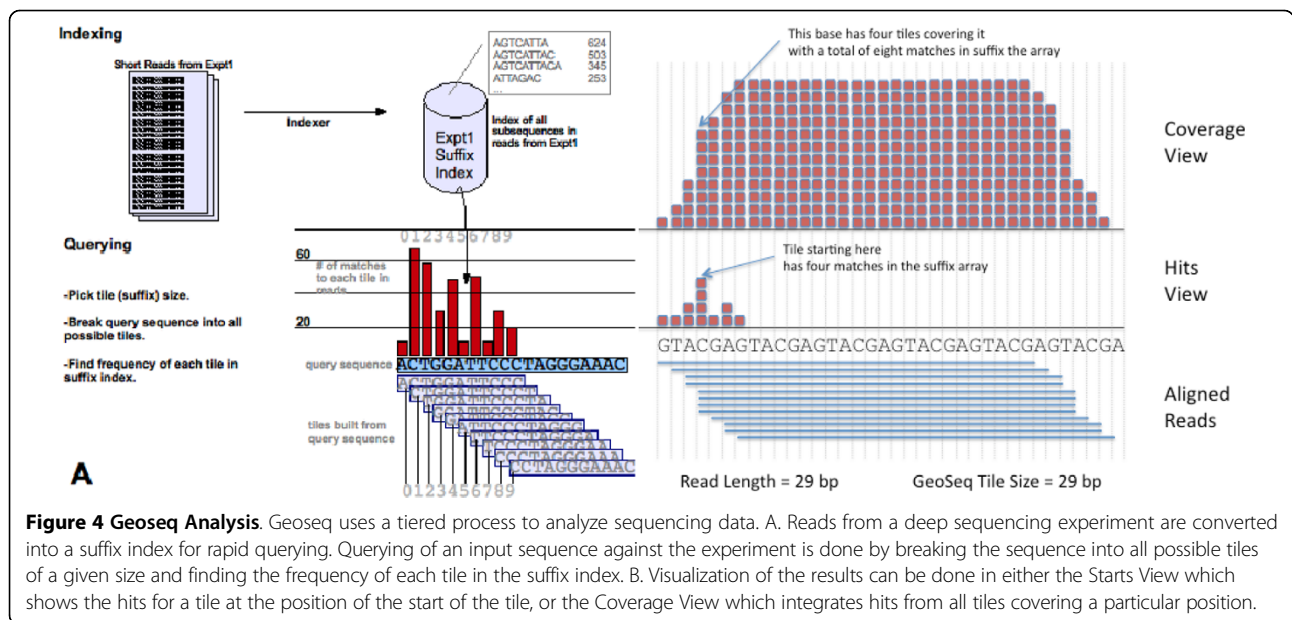 Indexing
Short Reads from Expt1
Indexer
AGTCATTA 624
AGTCATTAC 503
AGTCATTACA 345
ATTAGAC 253
...
Expt1
Suffix
Index
Index of all
subsequences in
reads from Expt1
This base has four tiles covering it
with a total of eight matches in suffix the array
Coverage
View
Querying
-Pick tile (suffix) size.
-Break query sequence into all
possible tiles.
-Find frequency of each tile in
suffix index.
0123456789
60
# of matches
to each tile in
reads
20
query sequence
ACTGGATTCCCTAGGGAAAC
tiles built from
query sequence
ACTGGATTCCC
CCTAGGGAAAC
0123456789
A
Tile starting here
has four matches in the suffix array
Hits
View
GTACGAGTACGAGTACGAGTACGAGTACGAGTACGA
Aligned
Reads
Read Length = 29 bp GeoSeq Tile Size = 29 bp
Figure 4 Geoseq Analysis. Geoseq uses a tiered process to analyze sequencing data. A. Reads from a deep sequencing experiment are converted
into a suffix index for rapid querying. Querying of an input sequence against the experiment is done by breaking the sequence into all possible tiles
of a given size and finding the frequency of each tile in the suffix index. B. Visualization of the results can be done in either the Starts View which
shows the hits for a tile at the position of the start of the tile, or the Coverage View which integrates hits from all tiles covering a particular position.